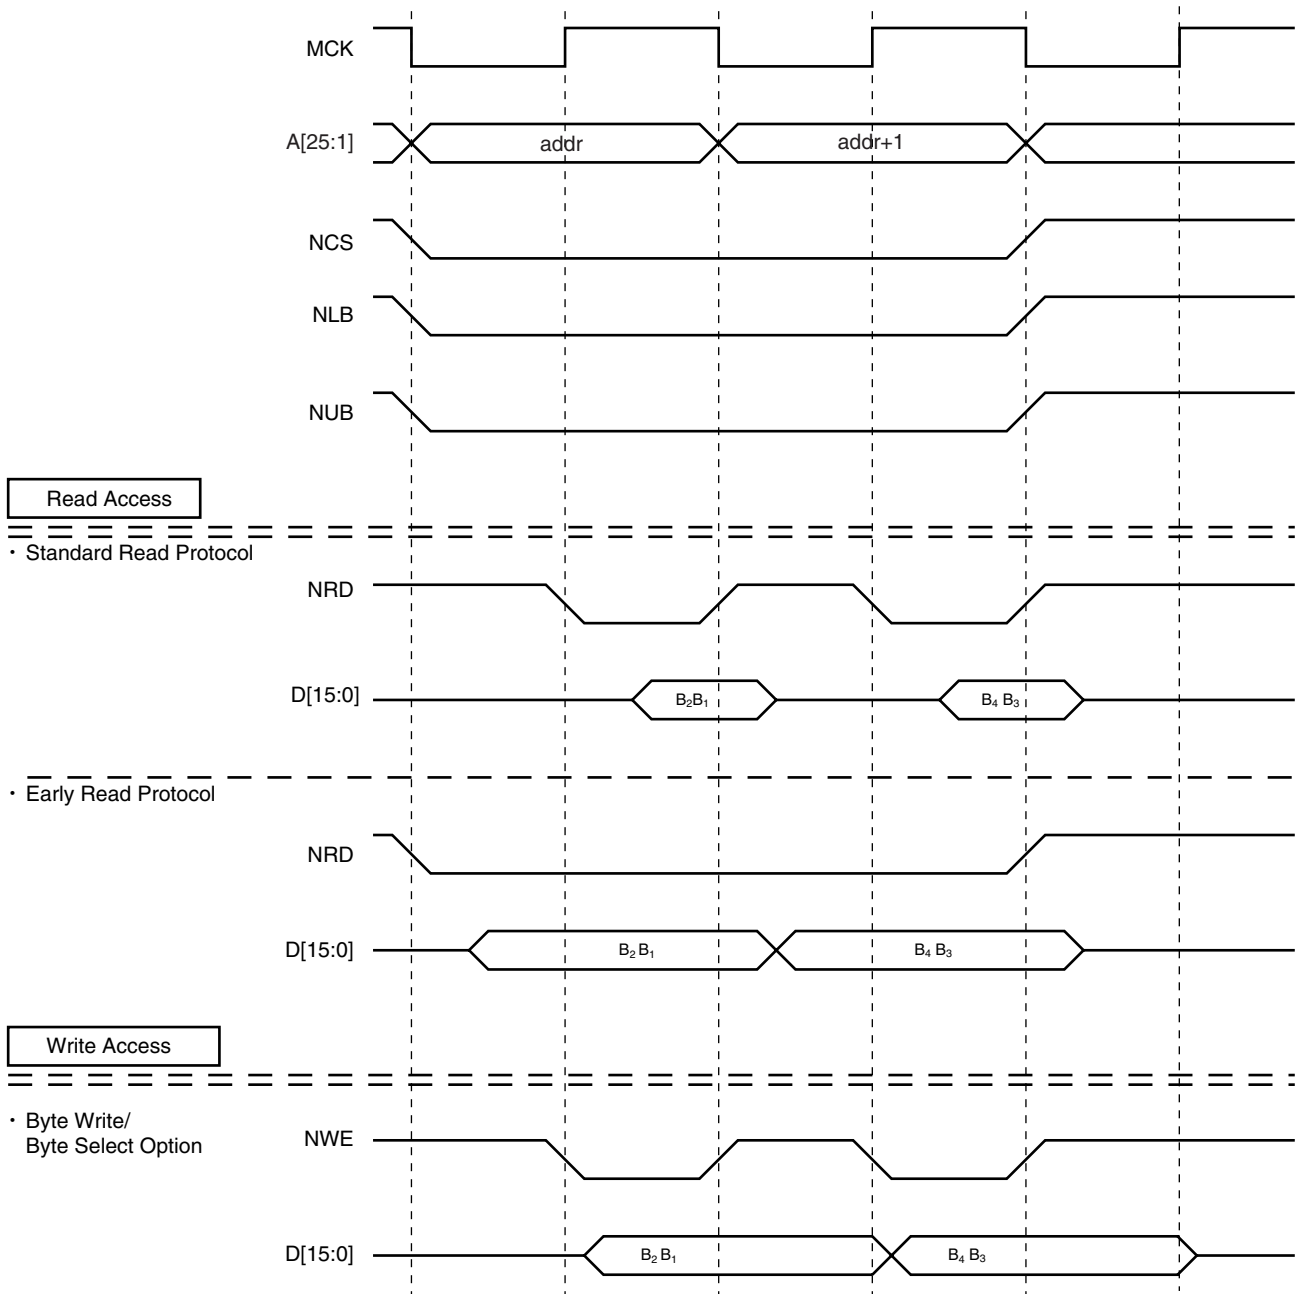 MCK
A[25:1] addr addr+1
NCS
NLB
NUB
Read Access
· Standard Read Protocol
NRD
D[15:0] B₂B₁ B₄ B₃
· Early Read Protocol
NRD
D[15:0] B₂ B₁ B₄ B₃
Write Access
· Byte Write/
Byte Select Option
NWE
D[15:0] B₂ B₁ B₄ B₃